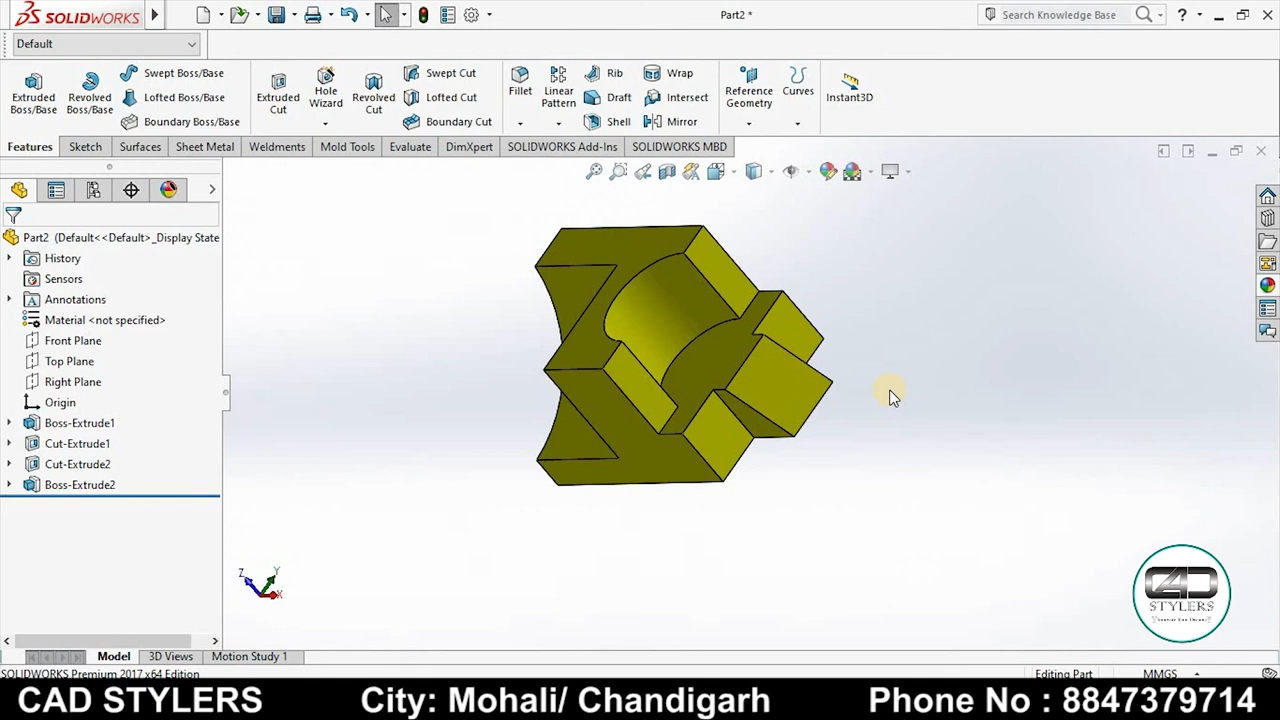 SOLIDWORKS
Part2 *
Search Knowledge Base
?
Default
Extruded Boss/Base
Revolved Boss/Base
Swept Boss/Base
Lofted Boss/Base
Boundary Boss/Base
Extruded Cut
Hole Wizard
Revolved Cut
Swept Cut
Lofted Cut
Boundary Cut
Fillet
Linear Pattern
Rib
Draft
Shell
Wrap
Intersect
Mirror
Reference Geometry
Curves
Instant3D
Features
Sketch
Surfaces
Sheet Metal
Weldments
Mold Tools
Evaluate
DimXpert
SOLIDWORKS Add-Ins
SOLIDWORKS MBD
Part2 (Default<<Default>_Display State
History
Sensors
Annotations
Material <not specified>
Front Plane
Top Plane
Right Plane
Origin
Boss-Extrude1
Cut-Extrude1
Cut-Extrude2
Boss-Extrude2
Z
Y
X
CAD
STYLERS
Model
3D Views
Motion Study 1
SOLIDWORKS Premium 2017 x64 Edition
Editing Part
MMGS
CAD STYLERS City: Mohali/ Chandigarh Phone No : 8847379714